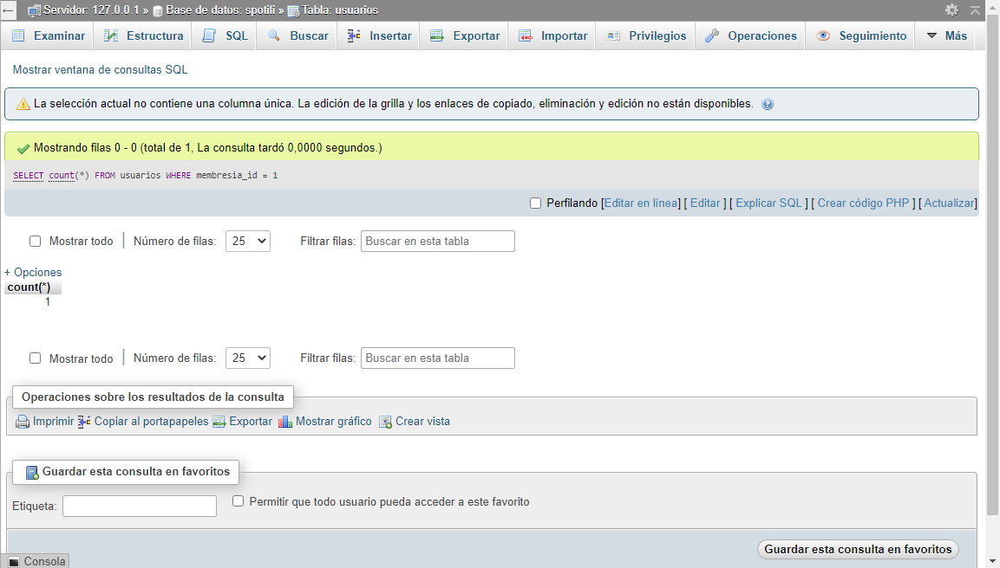 Servidor: 127.0.0.1 » Base de datos: spotifi » Tabla: usuarios
Examinar Estructura SQL Buscar Insertar Exportar Importar Privilegios Operaciones Seguimiento Más
Mostrar ventana de consultas SQL
La selección actual no contiene una columna única. La edición de la grilla y los enlaces de copiado, eliminación y edición no están disponibles.
Mostrando filas 0 - 0 (total de 1, La consulta tardó 0,0000 segundos.)
SELECT count(*) FROM usuarios WHERE membresia_id = 1
Perfilando [Editar en línea] [ Editar ] [ Explicar SQL ] [ Crear código PHP ] [ Actualizar]
Mostrar todo | Número de filas: 25 Filtrar filas: Buscar en esta tabla
+ Opciones
count(*)
1
Mostrar todo | Número de filas: 25 Filtrar filas: Buscar en esta tabla
Operaciones sobre los resultados de la consulta
Imprimir Copiar al portapapeles Exportar Mostrar gráfico Crear vista
Guardar esta consulta en favoritos
Etiqueta: Permitir que todo usuario pueda acceder a este favorito
Guardar esta consulta en favoritos
Consola